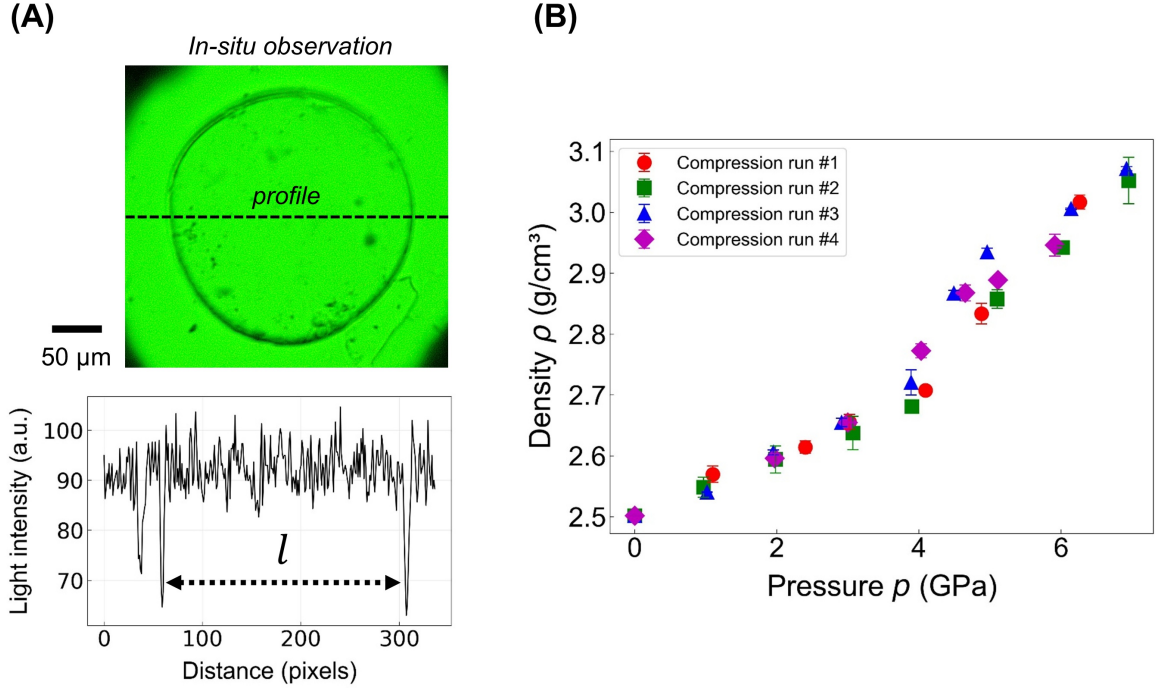 (A)
In-situ observation
profile
50 μm
Light intensity (a.u.)
100
90
80
70
l
0
100
200
300
Distance (pixels)
(B)
Density ρ (g/cm³)
3.1
3.0
2.9
2.8
2.7
2.6
2.5
Compression run #1
Compression run #2
Compression run #3
Compression run #4
0
2
4
6
Pressure p (GPa)